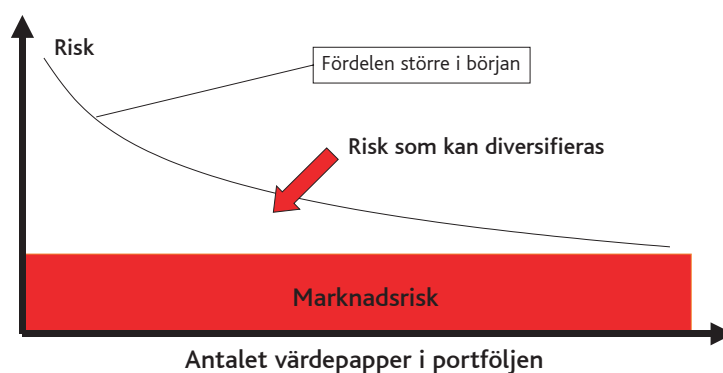 Risk
Fördelen större i början
Risk som kan diversifieras
Marknadsrisk
Antalet värdepapper i portföljen